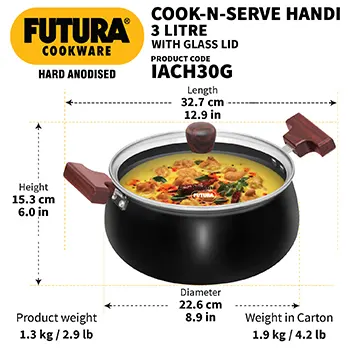 FUTURA®
COOKWARE
HARD ANODISED
COOK-N-SERVE HANDI
3 LITRE
WITH GLASS LID
PRODUCT CODE
IACH30G
Length
32.7 cm
12.9 in
Height
15.3 cm
6.0 in
FUTURA
Diameter
22.6 cm
8.9 in
Product weight
1.3 kg / 2.9 lb
Weight in Carton
1.9 kg / 4.2 lb